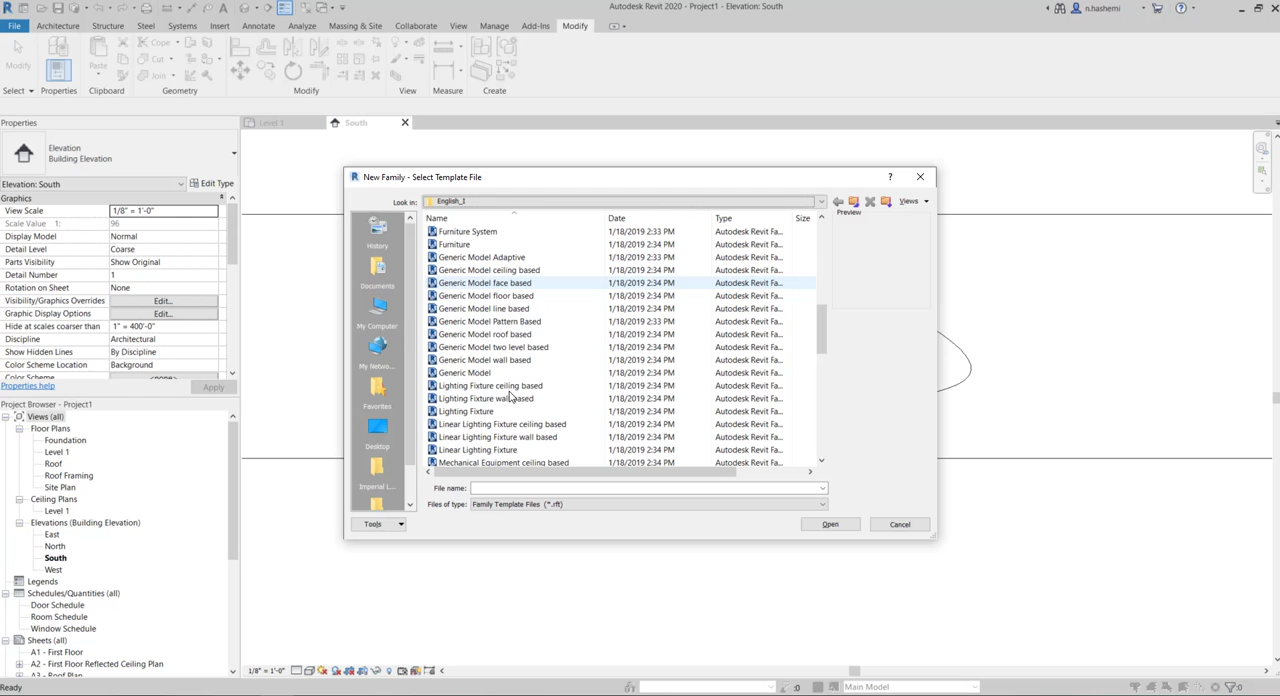 Autodesk Revit 2020 - Project1 - Elevation: South
n.hashemi
File Architecture Structure Steel Systems Insert Annotate Analyze Massing & Site Collaborate View Manage Add-Ins Modify
Modify
Paste
Cope
Cut
Join
Select Properties Clipboard Geometry Modify View Measure Create
Properties
Level 1
South
Elevation
Building Elevation
Elevation: South
Edit Type
Graphics
View Scale 1/8" = 1'-0"
Scale Value 1: 96
Display Model Normal
Detail Level Coarse
Parts Visibility Show Original
Detail Number 1
Rotation on Sheet None
Visibility/Graphics Overrides Edit...
Graphic Display Options Edit...
Hide at scales coarser than 1" = 400'-0"
Discipline Architectural
Show Hidden Lines By Discipline
Color Scheme Location Background
Color Scheme <none>
Properties help
Apply
Project Browser - Project1
Views (all)
Floor Plans
Foundation
Level 1
Roof
Roof Framing
Site Plan
Ceiling Plans
Level 1
Elevations (Building Elevation)
East
North
South
West
Legends
Schedules/Quantities (all)
Door Schedule
Room Schedule
Window Schedule
Sheets (all)
A1 - First Floor
A2 - First Floor Reflected Ceiling Plan
A3 - Roof Plan
New Family - Select Template File
Look in: English_I
Views
Preview
History
Documents
My Computer
My Netwo...
Favorites
Desktop
Imperial L...
Name Date Type Size
Furniture System 1/18/2019 2:33 PM Autodesk Revit Fa...
Furniture 1/18/2019 2:34 PM Autodesk Revit Fa...
Generic Model Adaptive 1/18/2019 2:33 PM Autodesk Revit Fa...
Generic Model ceiling based 1/18/2019 2:34 PM Autodesk Revit Fa...
Generic Model face based 1/18/2019 2:34 PM Autodesk Revit Fa...
Generic Model floor based 1/18/2019 2:34 PM Autodesk Revit Fa...
Generic Model line based 1/18/2019 2:34 PM Autodesk Revit Fa...
Generic Model Pattern Based 1/18/2019 2:33 PM Autodesk Revit Fa...
Generic Model roof based 1/18/2019 2:34 PM Autodesk Revit Fa...
Generic Model two level based 1/18/2019 2:34 PM Autodesk Revit Fa...
Generic Model wall based 1/18/2019 2:34 PM Autodesk Revit Fa...
Generic Model 1/18/2019 2:34 PM Autodesk Revit Fa...
Lighting Fixture ceiling based 1/18/2019 2:34 PM Autodesk Revit Fa...
Lighting Fixture wall based 1/18/2019 2:34 PM Autodesk Revit Fa...
Lighting Fixture 1/18/2019 2:34 PM Autodesk Revit Fa...
Linear Lighting Fixture ceiling based 1/18/2019 2:34 PM Autodesk Revit Fa...
Linear Lighting Fixture wall based 1/18/2019 2:34 PM Autodesk Revit Fa...
Linear Lighting Fixture 1/18/2019 2:34 PM Autodesk Revit Fa...
Mechanical Equipment ceiling based 1/18/2019 2:34 PM Autodesk Revit Fa...
File name:
Files of type: Family Template Files (*.rft)
Tools
Open
Cancel
1/8" = 1'-0"
Ready
:0
Main Model
:0